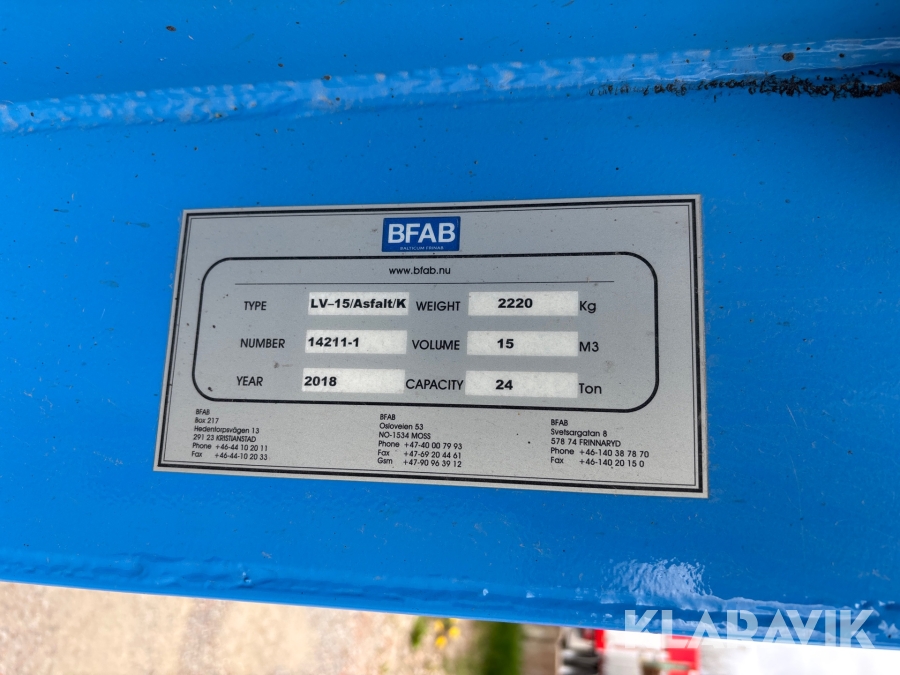 BFAB
BALTICUM FRINAB
www.bfab.nu
TYPE LV-15/Asfalt/K WEIGHT 2220 Kg
NUMBER 14211-1 VOLUME 15 M3
YEAR 2018 CAPACITY 24 Ton
BFAB
Box 217
Hedentorpsvägen 13
291 23 KRISTIANSTAD
Phone +46-44 10 20 11
Fax +46-44-10 20 33
BFAB
Osloveien 53
NO-1534 MOSS
Phone +47-40 00 79 93
Fax +47-69 20 44 61
Gsm +47-90 96 39 12
BFAB
Svetsargatan 8
578 74 FRINNARYD
Phone +46-140 38 78 70
Fax +46-140 20 15 0
KLARAVIK